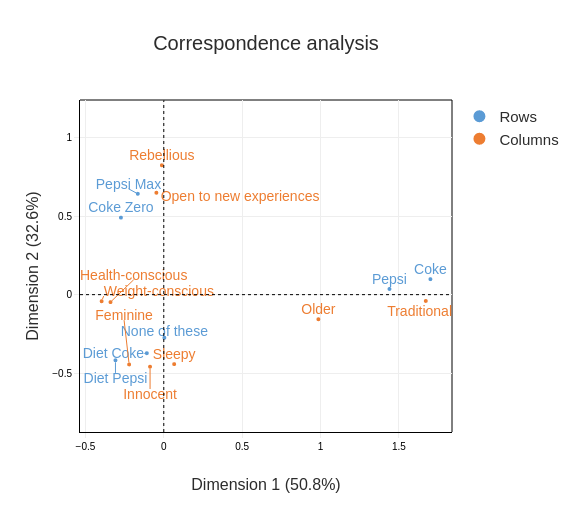 Correspondence analysis
Rows
Columns
1
0.5
0
−0.5
−0.5
0
0.5
1
1.5
Rebellious
Pepsi Max
Open to new experiences
Coke Zero
Coke
Pepsi
Health-conscious
Weight-conscious
Older
Traditional
Feminine
None of these
Diet Coke
Sleepy
Diet Pepsi
Innocent
Dimension 2 (32.6%)
Dimension 1 (50.8%)